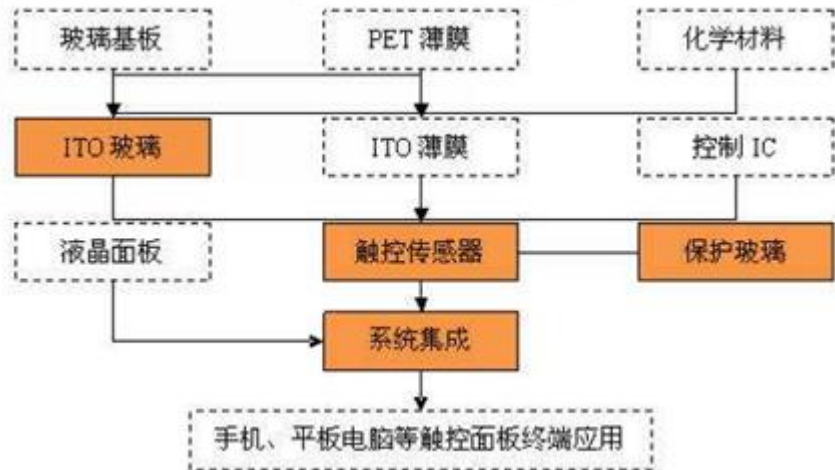 玻璃基板
PET 薄膜
化学材料
ITO 玻璃
ITO 薄膜
控制 IC
液晶面板
触控传感器
保护玻璃
系统集成
手机、平板电脑等触控面板终端应用